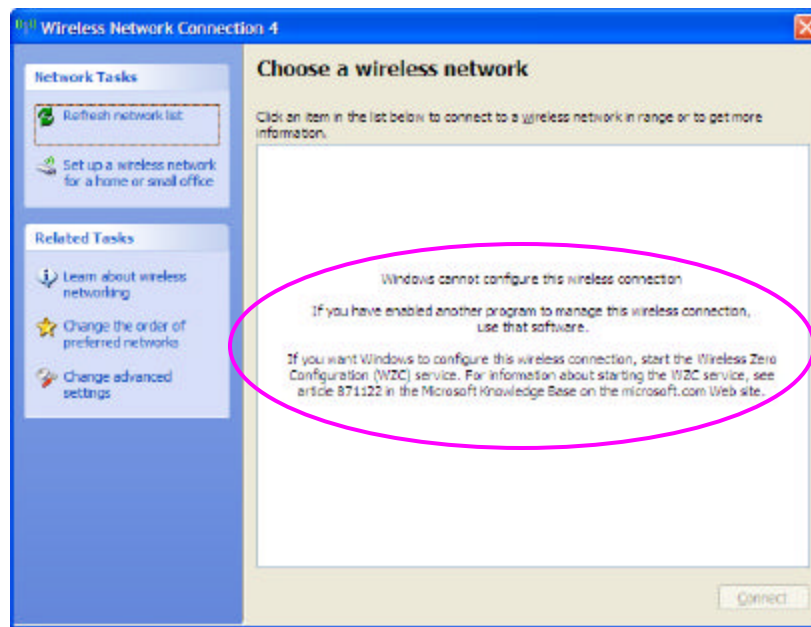 Wireless Network Connection 4
Network Tasks
Refresh network list
Set up a wireless network
for a home or small office
Related Tasks
Learn about wireless
networking
Change the order of
preferred networks
Change advanced
settings
Choose a wireless network
Click an item in the list below to connect to a wireless network in range or to get more
information.
Windows cannot configure this wireless connection
If you have enabled another program to manage this wireless connection,
use that software.
If you want Windows to configure this wireless connection, start the Wireless Zero
Configuration (WZC) service. For information about starting the WZC service, see
article 871122 in the Microsoft Knowledge Base on the microsoft.com Web site.
Connect